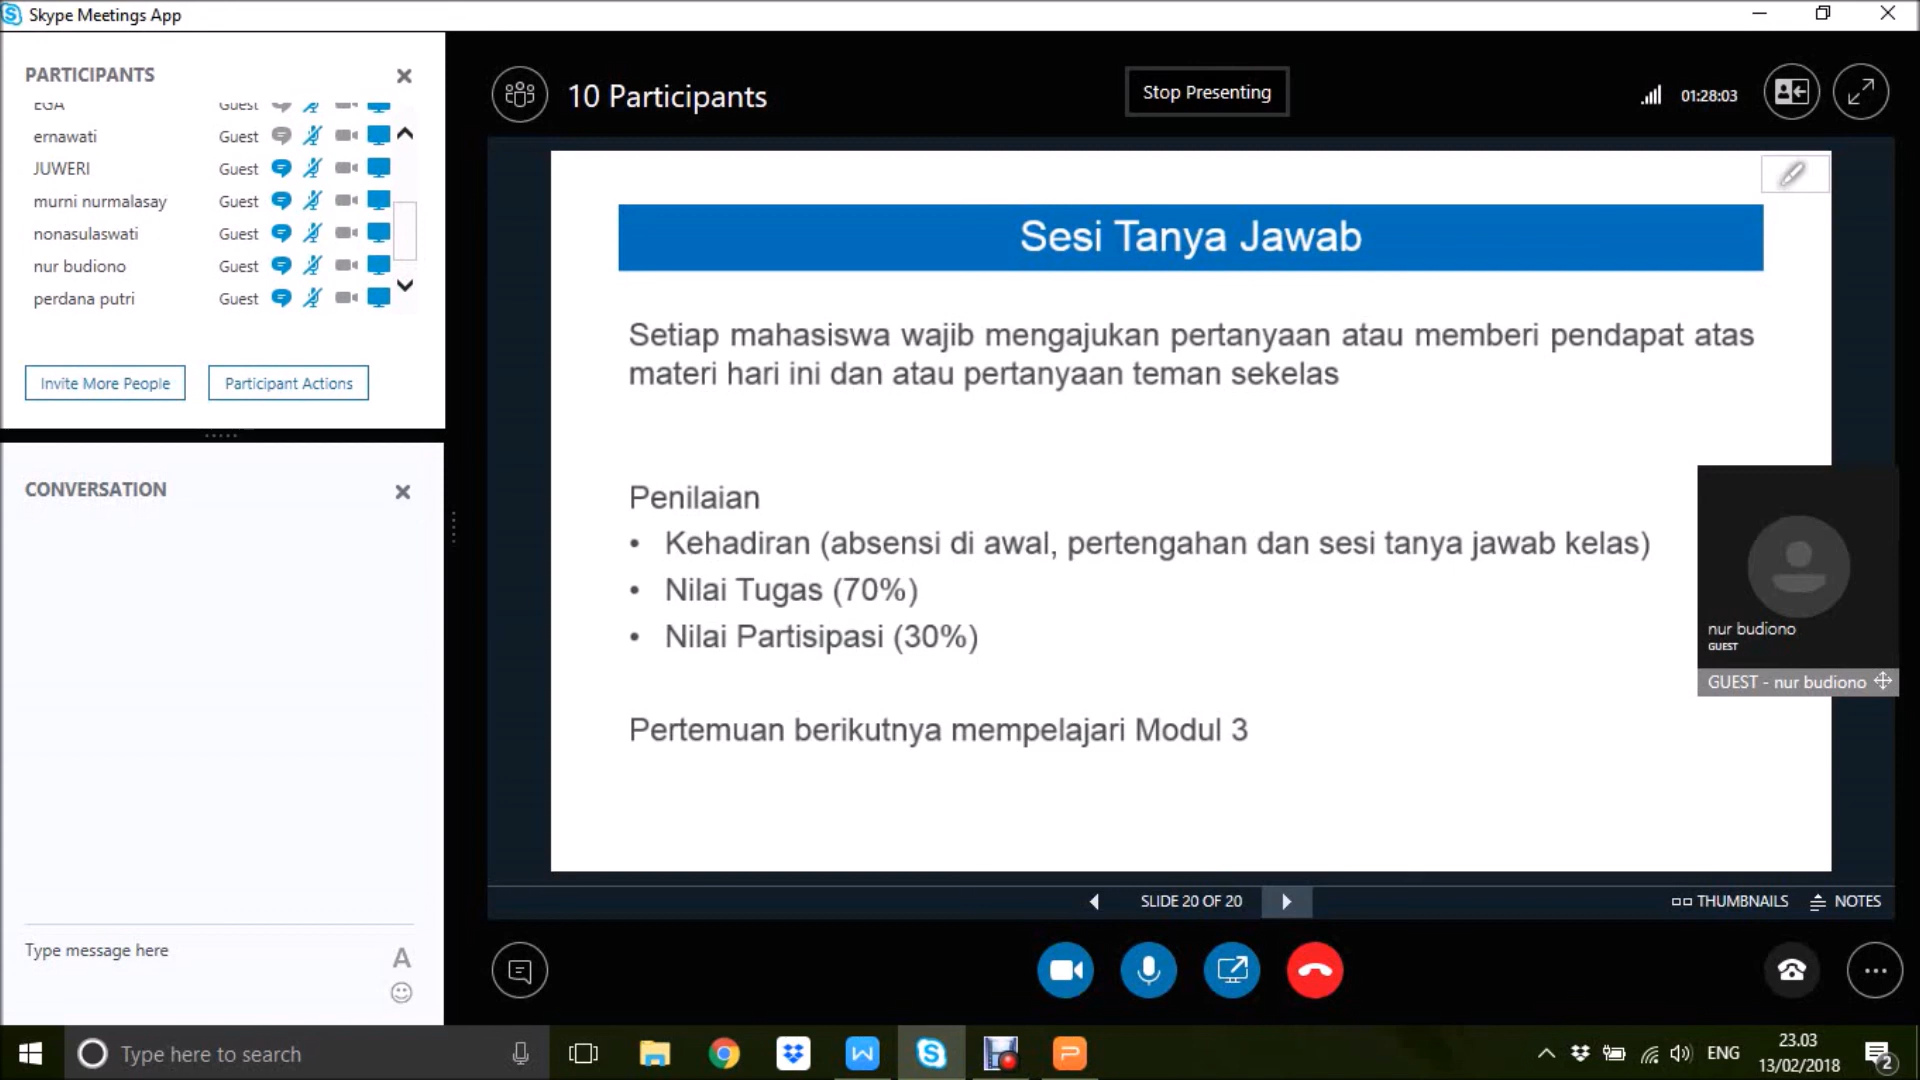 Skype Meetings App
PARTICIPANTS
EGA Guest
ernawati Guest
JUWERI Guest
murni nurmalasay Guest
nonasulaswati Guest
nur budiono Guest
perdana putri Guest
Invite More People Participant Actions
CONVERSATION
Type message here
A
10 Participants
Stop Presenting
01:28:03
Sesi Tanya Jawab
Setiap mahasiswa wajib mengajukan pertanyaan atau memberi pendapat atas
materi hari ini dan atau pertanyaan teman sekelas
Penilaian
• Kehadiran (absensi di awal, pertengahan dan sesi tanya jawab kelas)
• Nilai Tugas (70%)
• Nilai Partisipasi (30%)
Pertemuan berikutnya mempelajari Modul 3
nur budiono
GUEST
GUEST - nur budiono
SLIDE 20 OF 20
THUMBNAILS
NOTES
Type here to search
ENG
23.03
13/02/2018
2